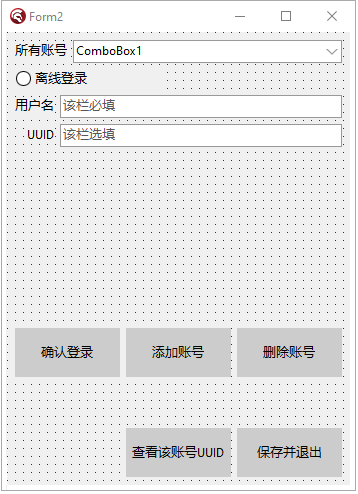 Form2
所有账号 ComboBox1
离线登录
用户名 该栏必填
UUID 该栏选填
确认登录 添加账号 删除账号
查看该账号UUID 保存并退出